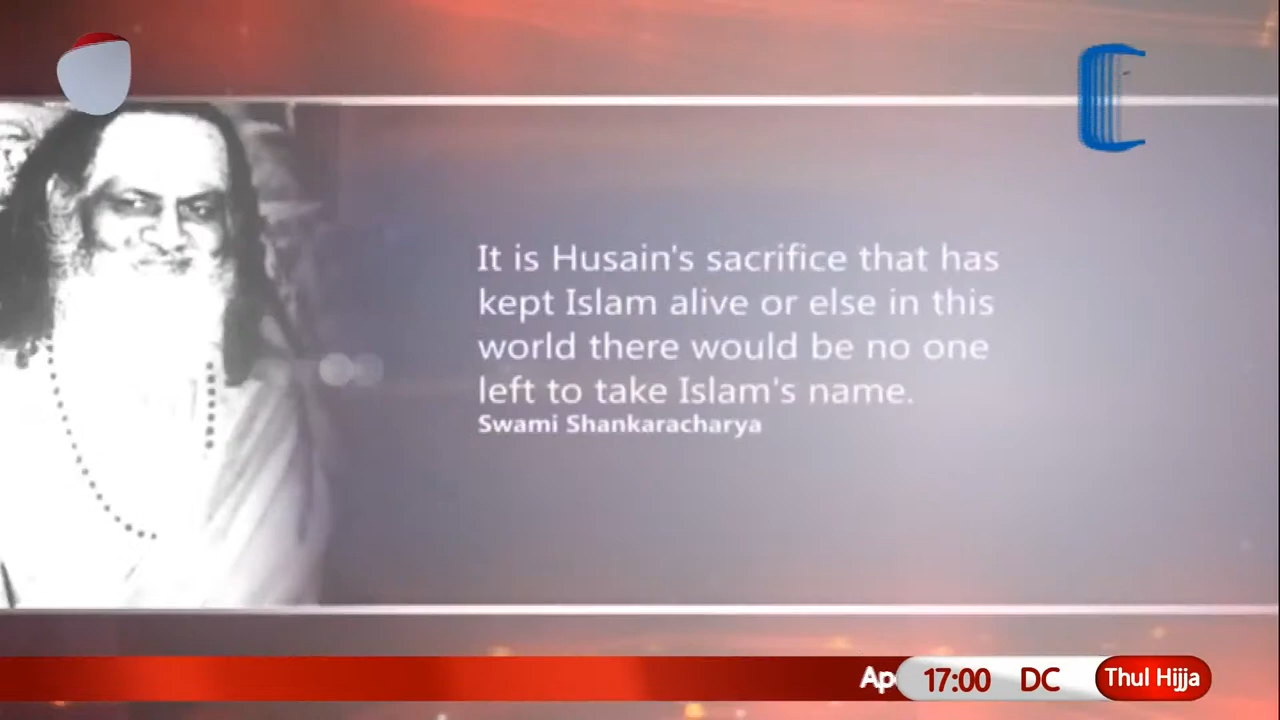 It is Husain's sacrifice that has
kept Islam alive or else in this
world there would be no one
left to take Islam's name.
Swami Shankaracharya
Ap
17:00 DC Thul Hijja